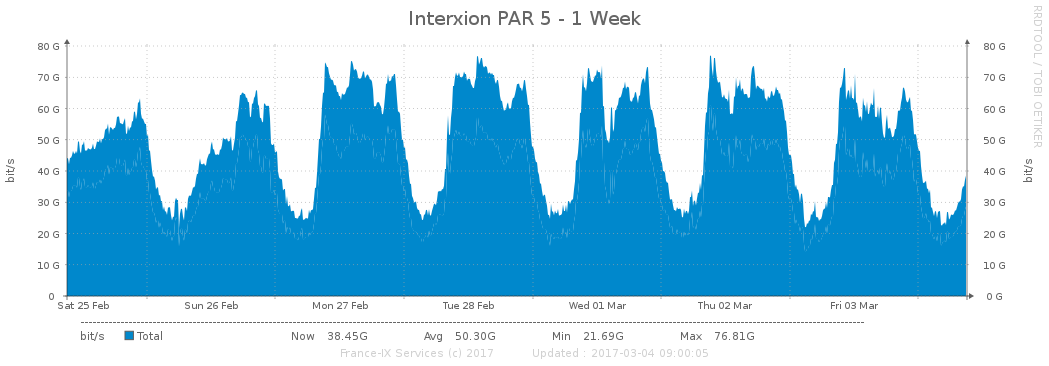 Interxion PAR 5 - 1 Week
RRDTOOL / TOBI OETIKER
80 G 80 G
70 G 70 G
60 G 60 G
50 G 50 G
40 G 40 G
30 G 30 G
20 G 20 G
10 G 10 G
0 0 G
bit/s bit/s
Sat 25 Feb Sun 26 Feb Mon 27 Feb Tue 28 Feb Wed 01 Mar Thu 02 Mar Fri 03 Mar
bit/s Total Now 38.45G Avg 50.30G Min 21.69G Max 76.81G
France-IX Services (c) 2017 Updated : 2017-03-04 09:00:05